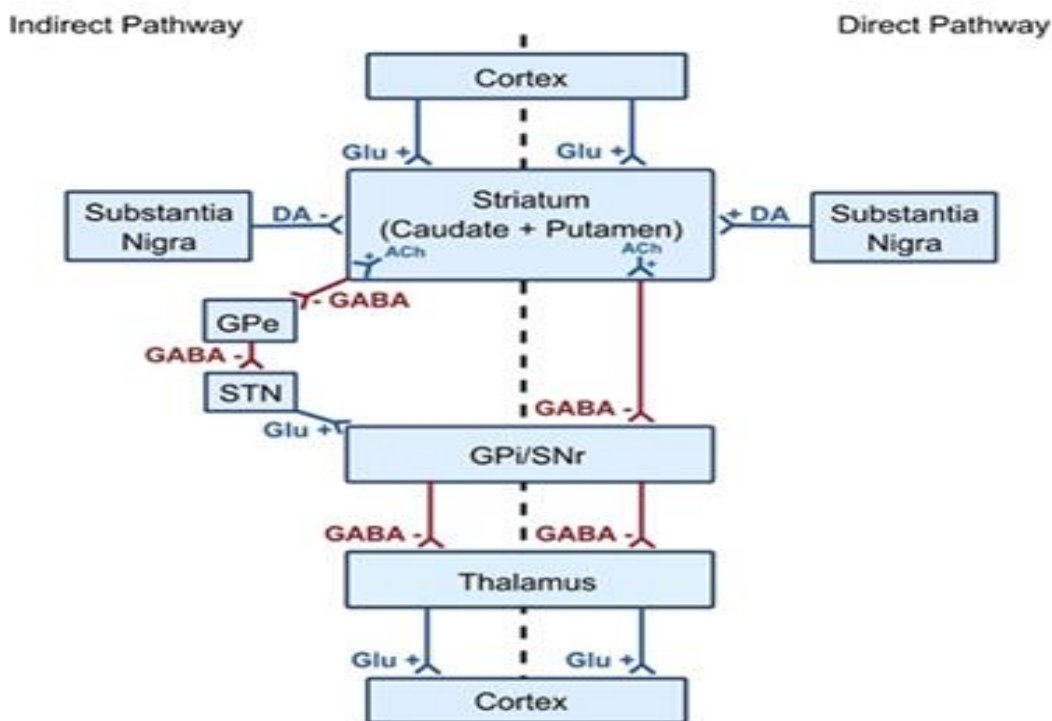 Indirect Pathway
Direct Pathway
Cortex
Glu +
Glu +
Substantia
Nigra
DA -
Striatum
(Caudate + Putamen)
+ DA
Substantia
Nigra
+
ACh
ACh
+
- GABA
GPe
GABA -
STN
Glu +
GABA -
GPi/SNr
GABA -
GABA -
Thalamus
Glu +
Glu +
Cortex